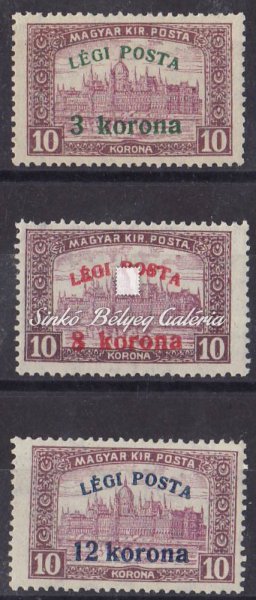 MAGYAR KIR. POSTA
LÉGI POSTA
3 korona
10 10
KORONA
MAGYAR KIR. POSTA
LÉGI POSTA
Sinkó Bélyeg Galéria
8 korona
10 10
KORONA
MAGYAR KIR. POSTA
LÉGI POSTA
12 korona
10 10
KORONA